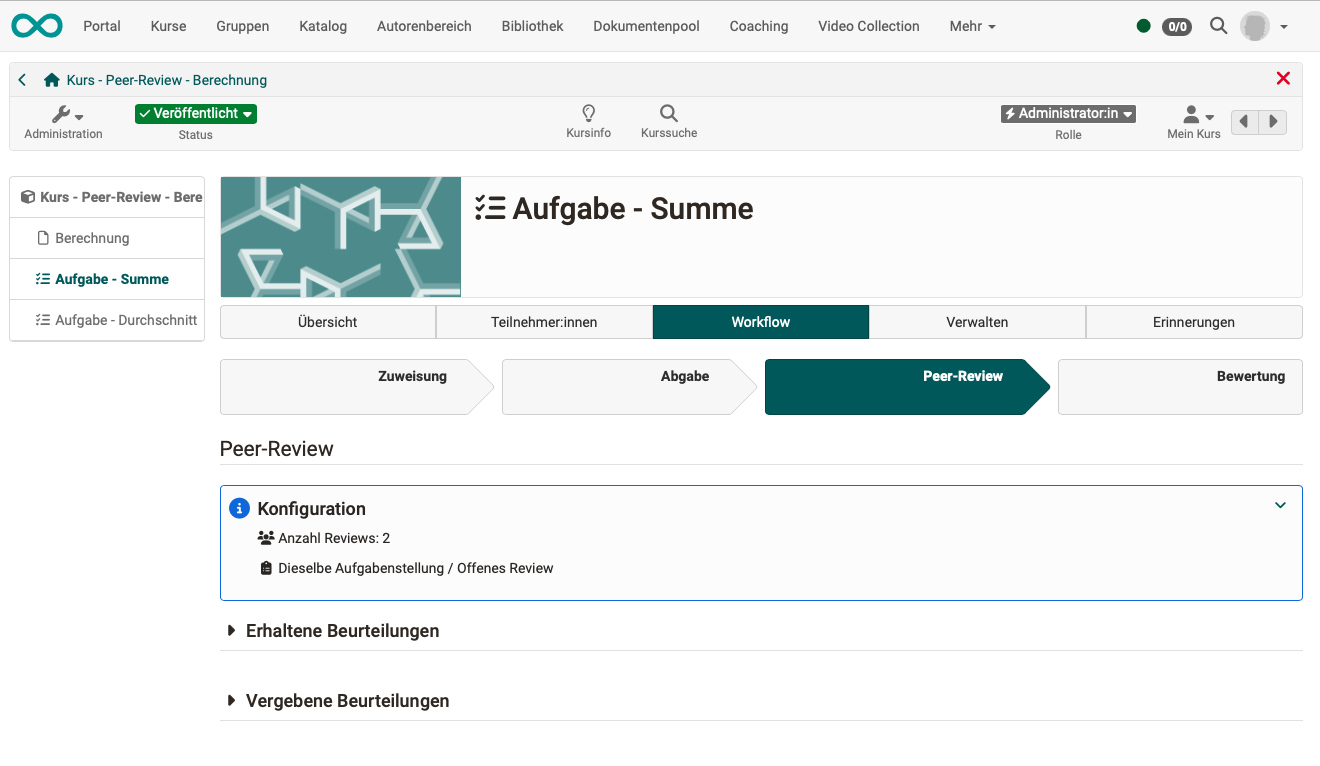 Portal Kurse Gruppen Katalog Autorenbereich Bibliothek Dokumentenpool Coaching Video Collection Mehr 0/0
Kurs - Peer-Review - Berechnung
Veröffentlicht Administrator:in
Administration Status Kursinfo Kurssuche Rolle Mein Kurs
Kurs - Peer-Review - Bere
Berechnung
Aufgabe - Summe
Aufgabe - Durchschnitt
Aufgabe - Summe
Übersicht Teilnehmer:innen Workflow Verwalten Erinnerungen
Zuweisung Abgabe Peer-Review Bewertung
Peer-Review
Konfiguration
Anzahl Reviews: 2
Dieselbe Aufgabenstellung / Offenes Review
Erhaltene Beurteilungen
Vergebene Beurteilungen